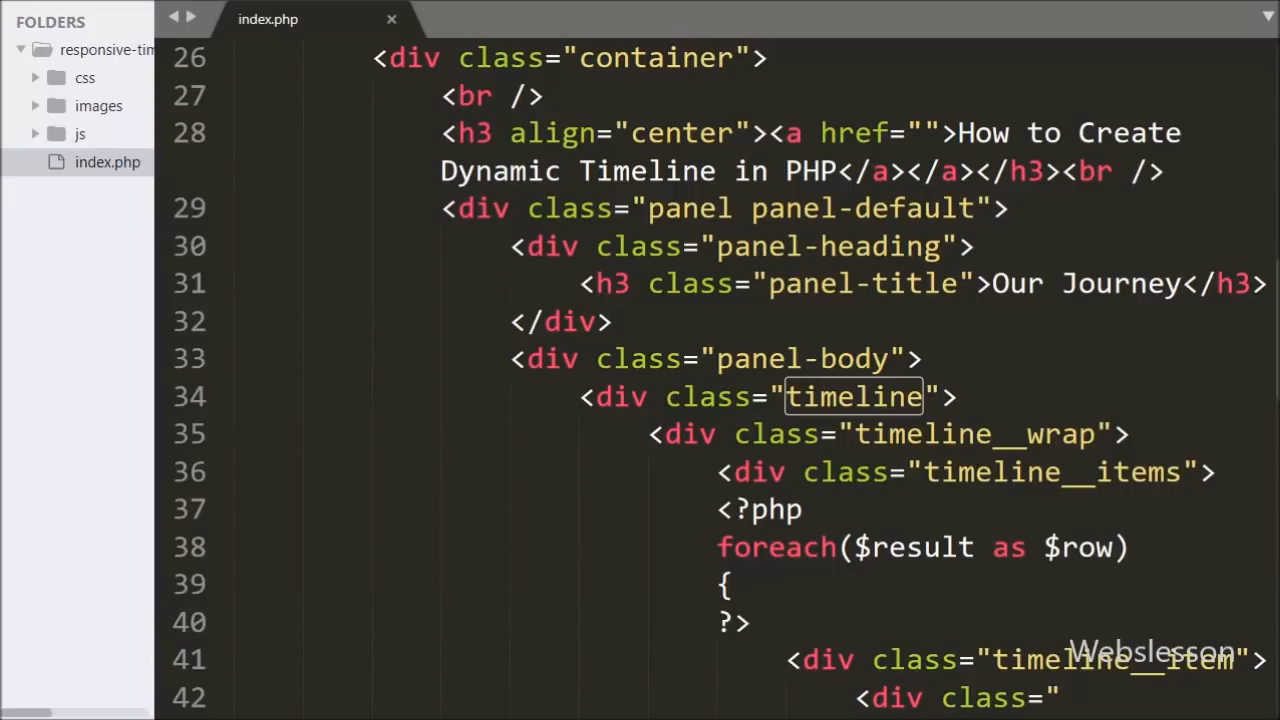 FOLDERS
responsive-tim
css
images
js
index.php
index.php ×
26 <div class="container">
27 <br />
28 <h3 align="center"><a href="">How to Create
Dynamic Timeline in PHP</a></a></h3><br />
29 <div class="panel panel-default">
30 <div class="panel-heading">
31 <h3 class="panel-title">Our Journey</h3>
32 </div>
33 <div class="panel-body">
34 <div class="timeline">
35 <div class="timeline__wrap">
36 <div class="timeline__items">
37 <?php
38 foreach($result as $row)
39 {
40 ?>
41 <div class="timeline__item">
42 <div class="
Webslesson